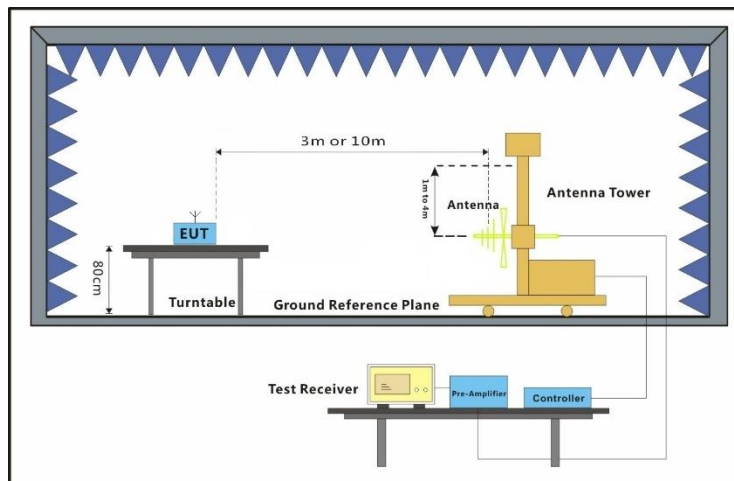 3m or 10m
1m to 4m
Antenna
Antenna Tower
EUT
80cm
Turntable
Ground Reference Plane
Test Receiver
Pre-Amplifier
Controller